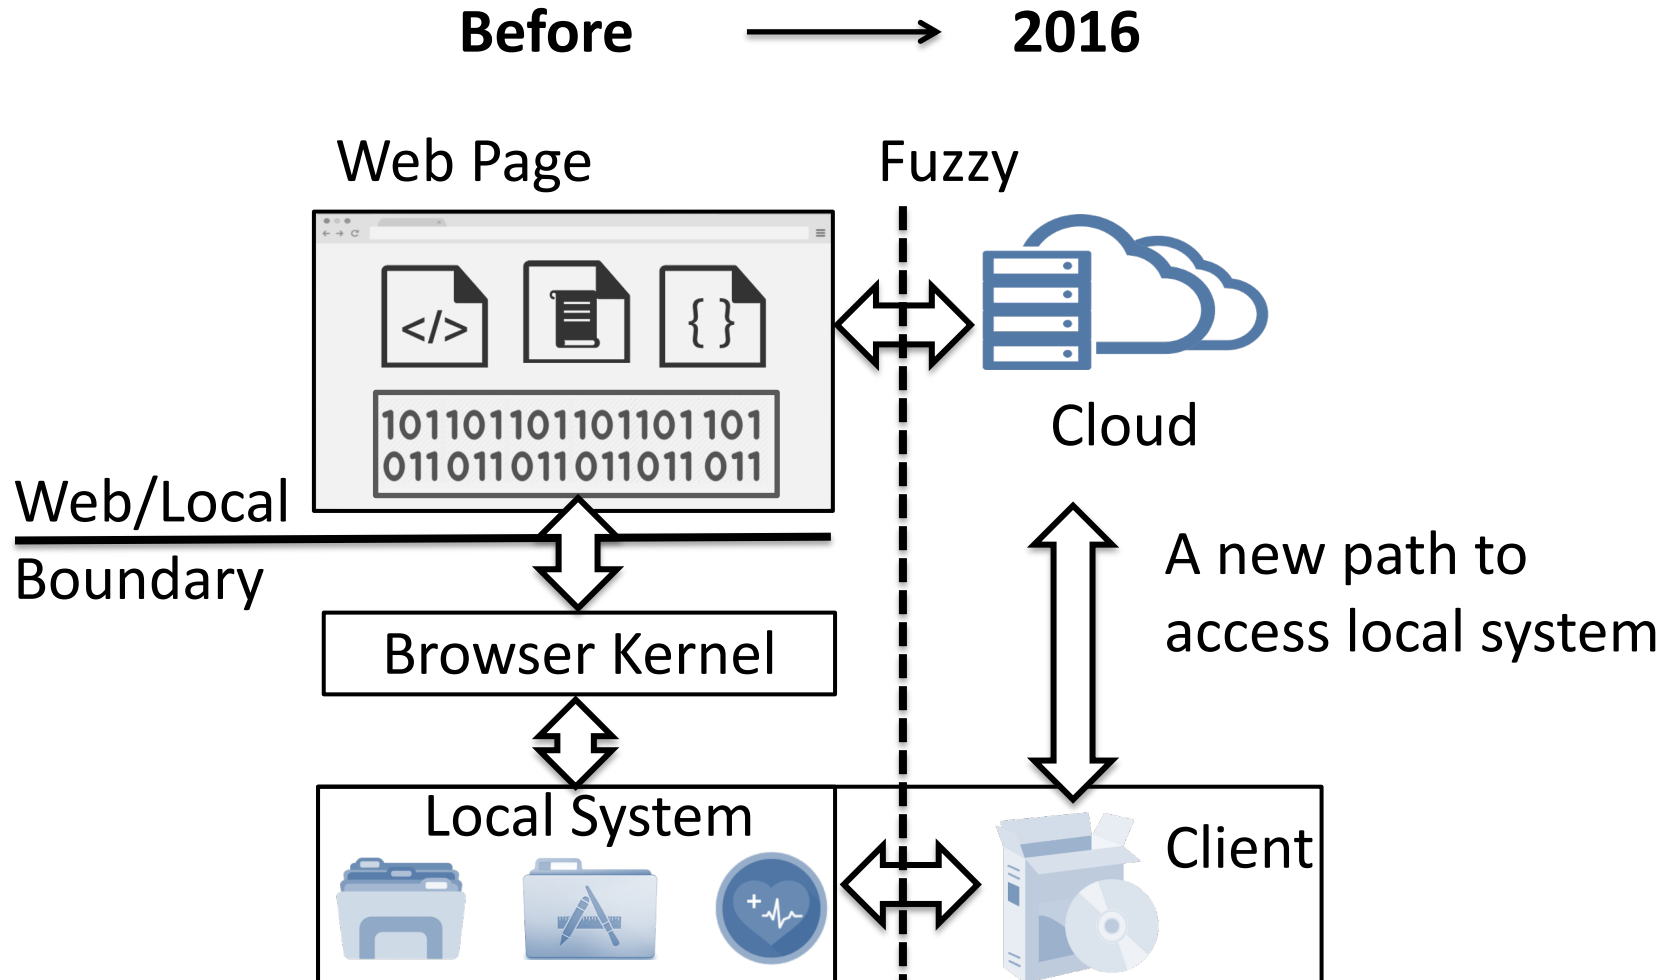 Before
2016
Web Page
Fuzzy
</>
{ }
101101101101101 101
011011011011011 011
Cloud
Web/Local
Boundary
A new path to
access local system
Browser Kernel
Local System
Client